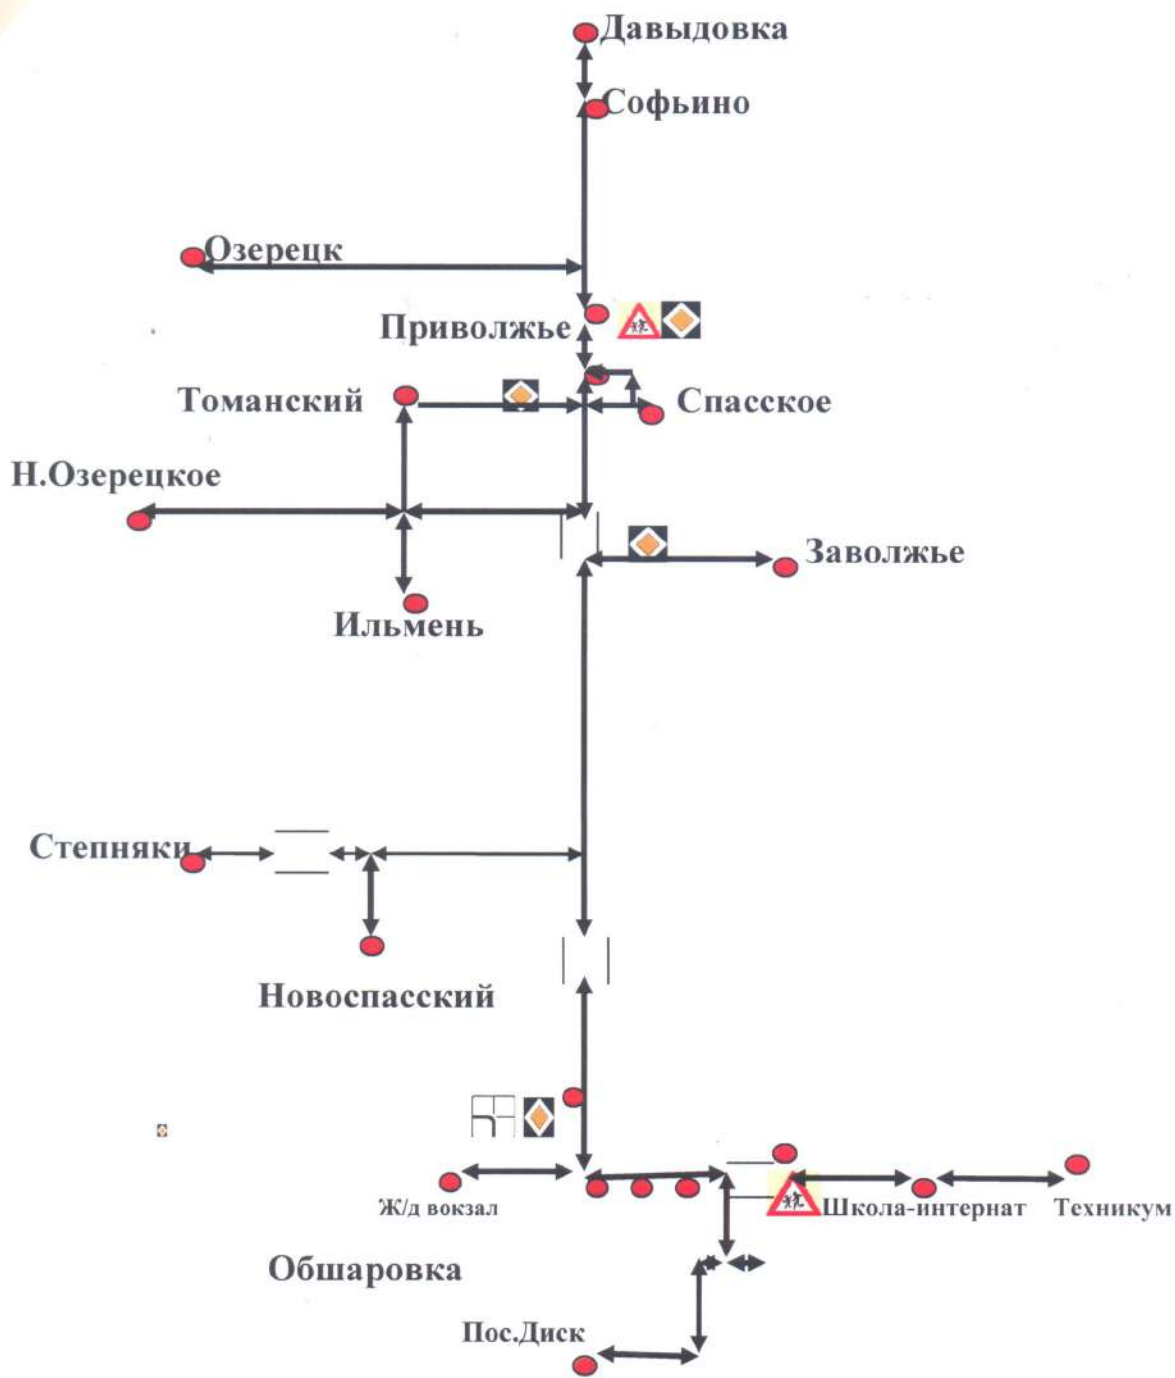 Давыдовка
Софьино
Озерецк
Приволжье
Томанский
Спасское
Н.Озерецкое
Заволжье
Ильмень
Степняки
Новоспасский
Ж/д вокзал
Школа-интернат
Техникум
Обшаровка
Пос.Диск